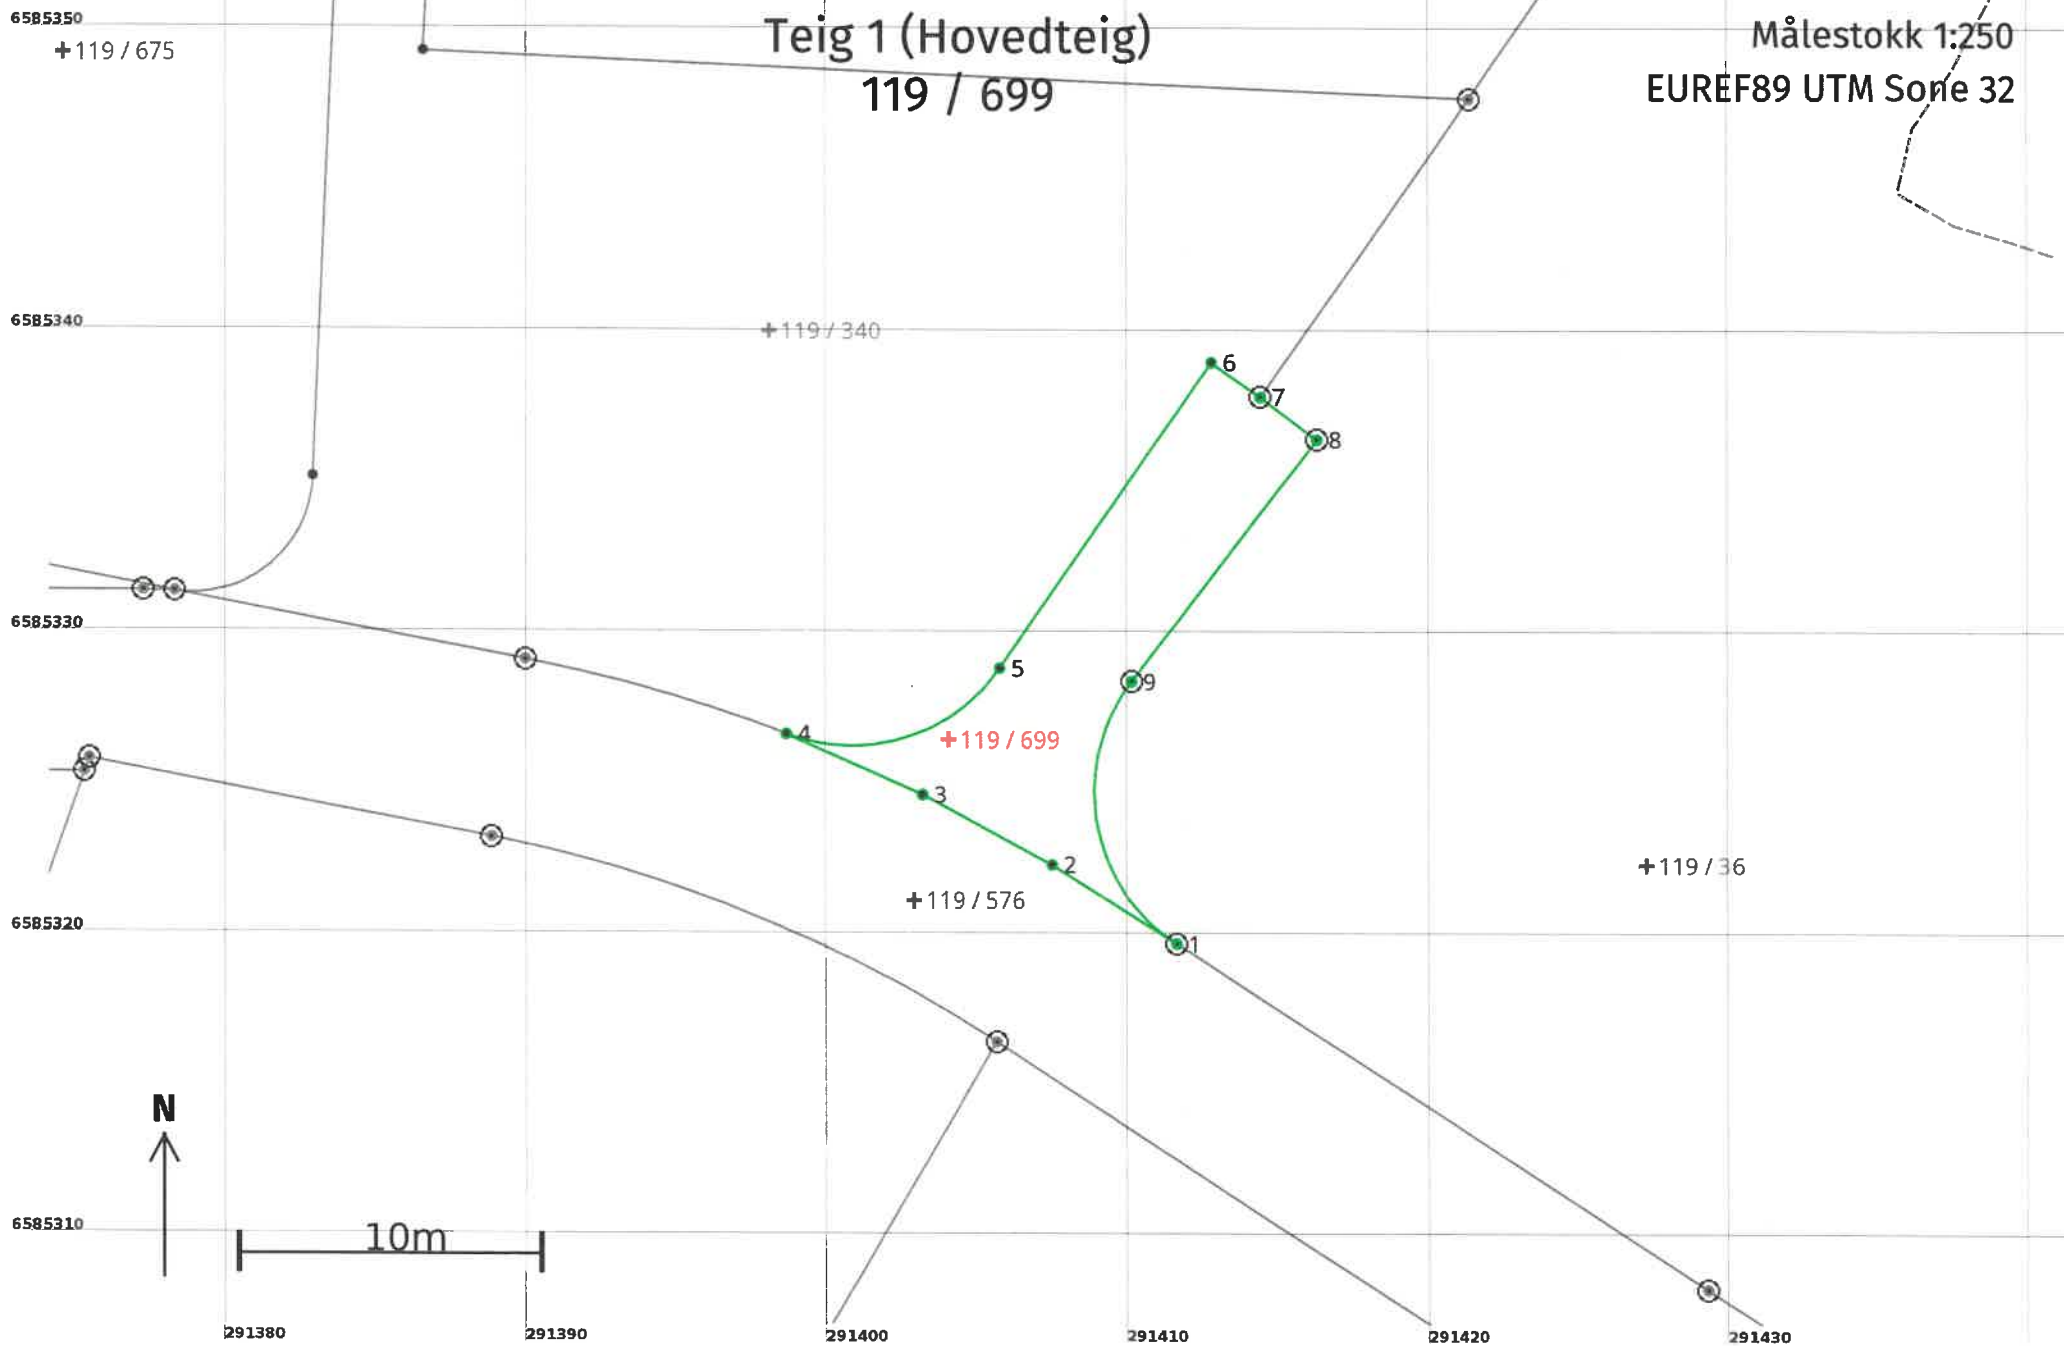 6585350
+119 / 675
Teig 1 (Hovedteig)
119 / 699
Målestokk 1:250
EUREF89 UTM Sone 32
6585340
+119 / 340
6
7
8
6585330
5
9
4
+119 / 699
3
2
+119 / 36
+119 / 576
6585320
1
N
6585310
10m
291380
291390
291400
291410
291420
291430